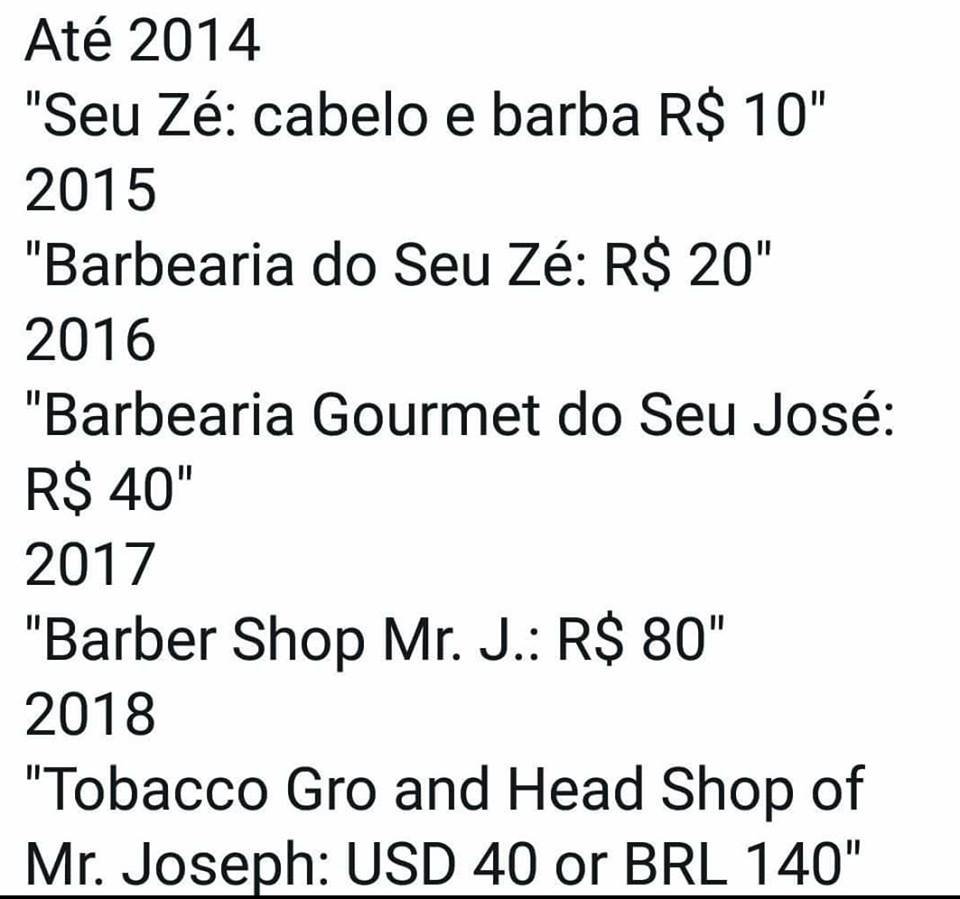 Até 2014
"Seu Zé: cabelo e barba R$ 10"
2015
"Barbearia do Seu Zé: R$ 20"
2016
"Barbearia Gourmet do Seu José:
R$ 40"
2017
"Barber Shop Mr. J.: R$ 80"
2018
"Tobacco Gro and Head Shop of
Mr. Joseph: USD 40 or BRL 140"